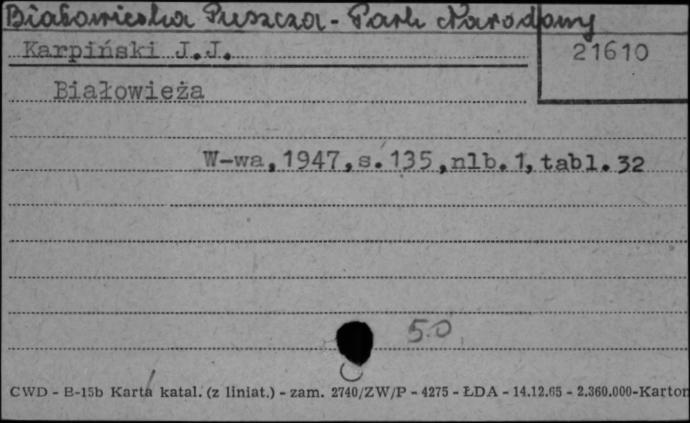 Białowieska Puszcza - Park Narodowy
Karpiński J.J.
21610
Białowieża
W-wa, 1947, s. 135, nlb. 1, tabl. 32
50
CWD - B-15b Karta katal. (z liniat.) - zam. 2740/ZW/P - 4275 - ŁDA - 14.12.65 - 2.360.000-Karton